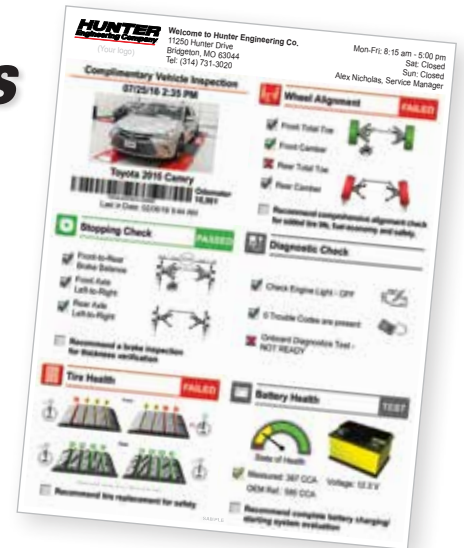 S
HUNTER
Engineering Company
(Your logo)
Welcome to Hunter Engineering Co.
11250 Hunter Drive
Bridgeton, MO 63044
Tel: (314) 731-3020
Mon-Fri: 8:15 am - 5:00 pm
Sat: Closed
Sun: Closed
Alex Nicholas, Service Manager
Complimentary Vehicle Inspection
07/25/16 2:35 PM
Toyota 2016 Camry
Odometer
Wheel Alignment
FAILED
Front Total Toe
Front Camber
Rear Total Toe
Rear Camber
Recommend comprehensive alignment check
for added tire life, fuel economy and safety.
Stopping Check
PASSED
Front-to-Rear
Brake Balance
Front Axle
Left-to-Right
Rear Axle
Left-to-Right
Recommend a brake inspection
for thickness verification
Diagnostic Check
Check Engine Light - OFF
0 Trouble Codes are present
Onboard Diagnostics Test -
NOT READY
Tire Health
FAILED
Recommend tire replacement for safety
Battery Health
TEST
State of Health
Measured: 367 CCA
OEM Ref.: 585 CCA
Recommend complete battery charging/
starting system evaluation
SAMPLE